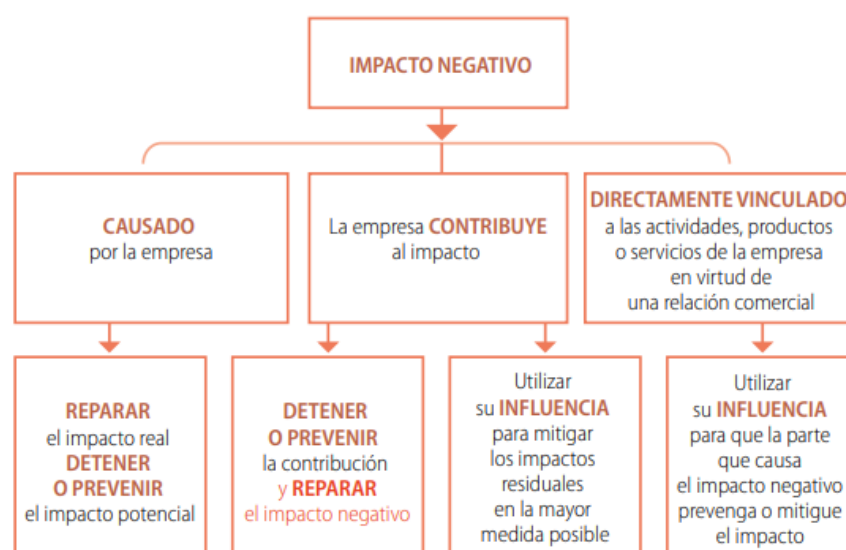 IMPACTO NEGATIVO
CAUSADO
por la empresa
La empresa CONTRIBUYE
al impacto
DIRECTAMENTE VINCULADO
a las actividades, productos
o servicios de la empresa
en virtud de
una relación comercial
REPARAR
el impacto real
DETENER
O PREVENIR
el impacto potencial
DETENER
O PREVENIR
la contribución
y REPARAR
el impacto negativo
Utilizar
su INFLUENCIA
para mitigar
los impactos
residuales
en la mayor
medida posible
Utilizar
su INFLUENCIA
para que la parte
que causa
el impacto negativo
prevenga o mitigue
el impacto